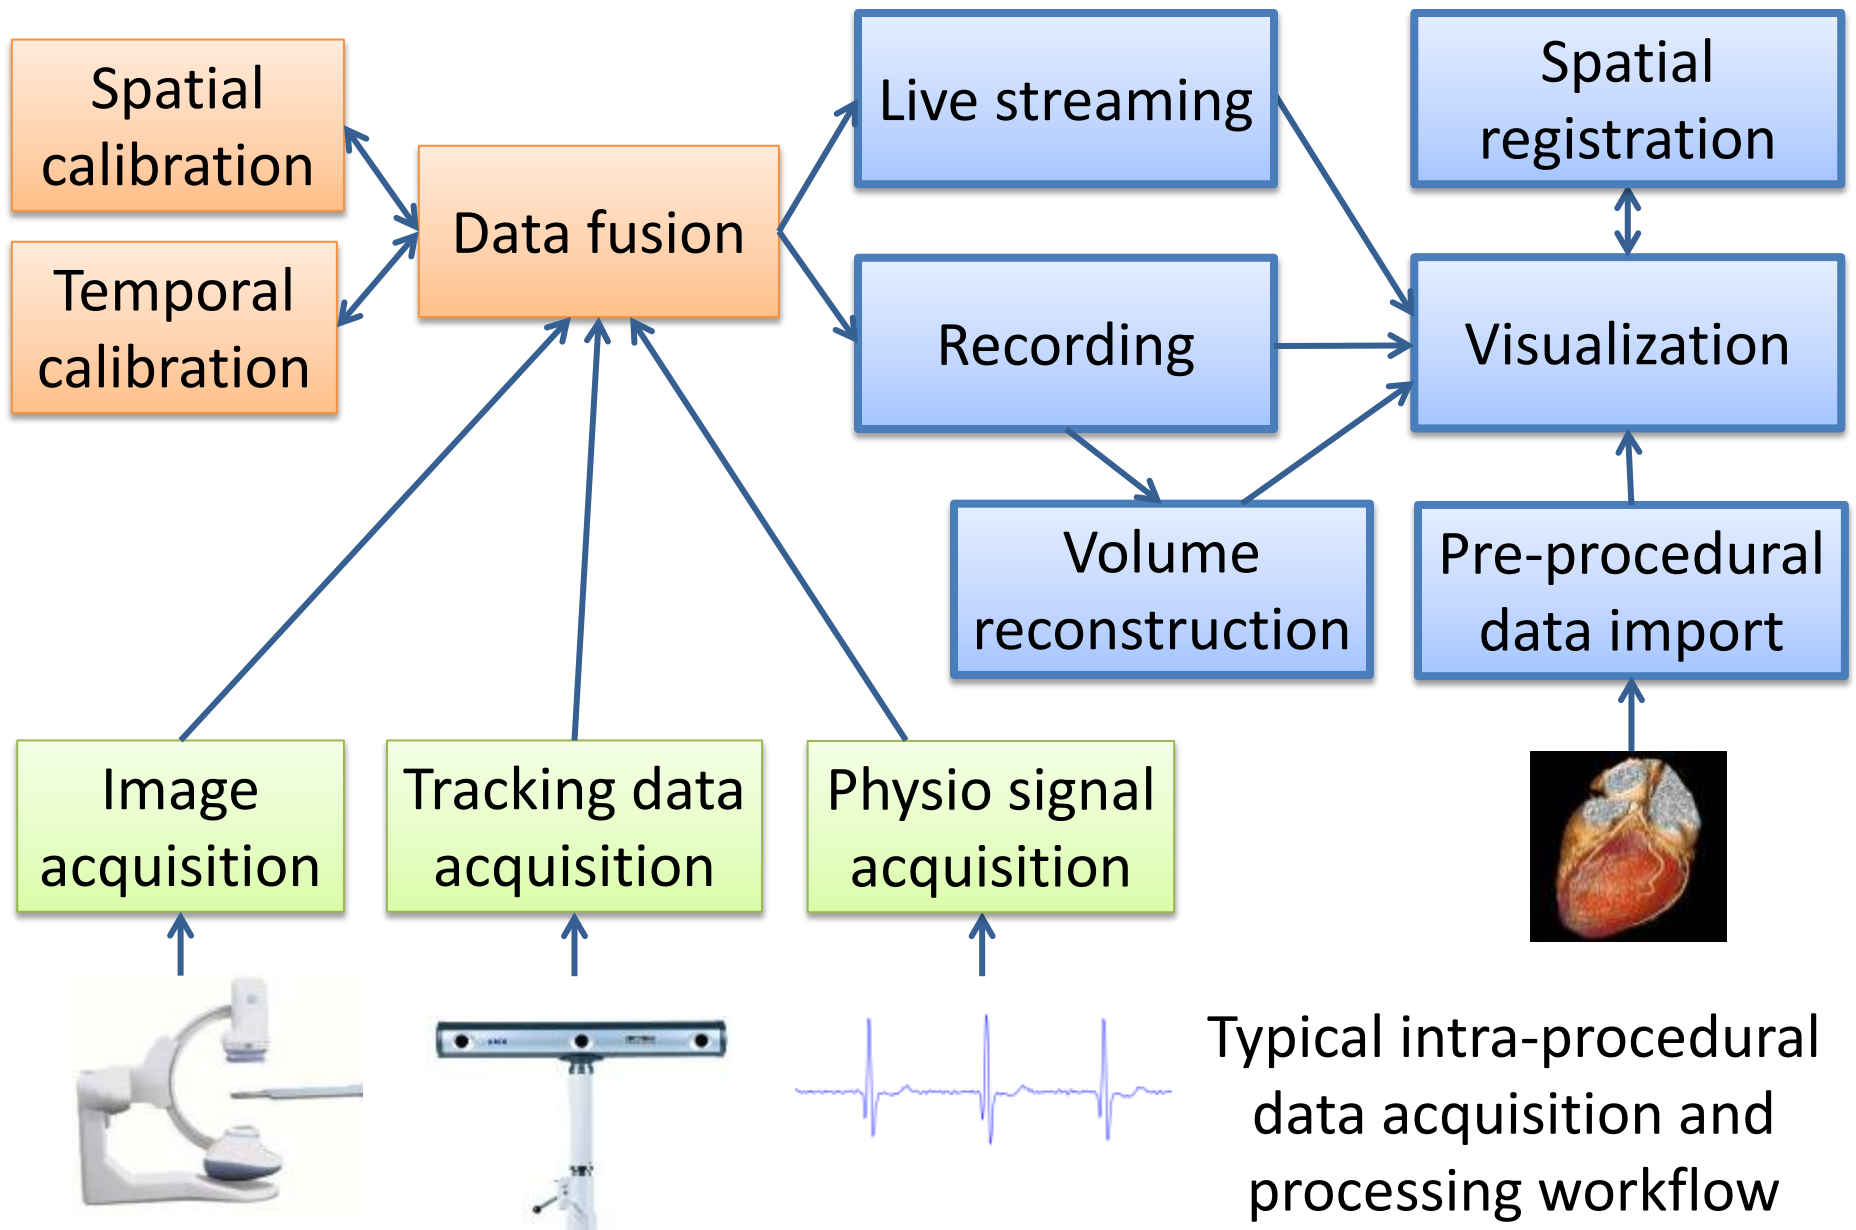 Spatial
calibration
Temporal
calibration
Data fusion
Live streaming
Recording
Volume
reconstruction
Spatial
registration
Visualization
Pre-procedural
data import
Image
acquisition
Tracking data
acquisition
Physio signal
acquisition
Typical intra-procedural
data acquisition and
processing workflow